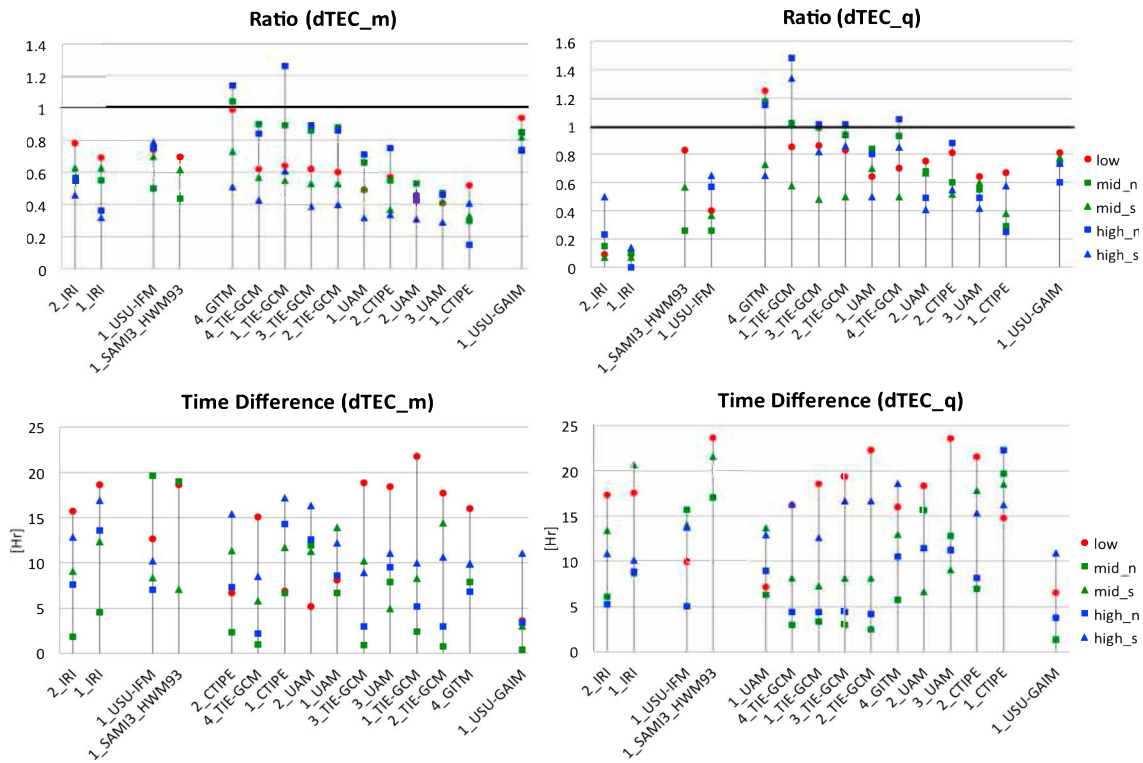 Ratio (dTEC_m)
1.4
1.2
1
0.8
0.6
0.4
0.2
0
2_IRI
1_IRI
1_USU-IFM
1_SAMI3_HWM93
4_GITM
4_TIE-GCM
1_TIE-GCM
3_TIE-GCM
2_TIE-GCM
1_UAM
2_CTIPE
2_UAM
3_UAM
1_CTIPE
1_USU-GAIM
Ratio (dTEC_q)
1.6
1.4
1.2
1
0.8
0.6
0.4
0.2
0
2_IRI
1_IRI
1_SAMI3_HWM93
1_USU-IFM
4_GITM
1_TIE-GCM
3_TIE-GCM
2_TIE-GCM
1_UAM
4_TIE-GCM
2_UAM
2_CTIPE
3_UAM
1_CTIPE
1_USU-GAIM
low
mid_n
mid_s
high_n
high_s
Time Difference (dTEC_m)
[Hr]
25
20
15
10
5
0
2_IRI
1_IRI
1_USU-IFM
1_SAMI3_HWM93
2_CTIPE
4_TIE-GCM
1_CTIPE
2_UAM
1_UAM
3_TIE-GCM
3_UAM
1_TIE-GCM
2_TIE-GCM
4_GITM
1_USU-GAIM
Time Difference (dTEC_q)
[Hr]
25
20
15
10
5
0
2_IRI
1_IRI
1_USU-IFM
1_SAMI3_HWM93
1_UAM
4_TIE-GCM
1_TIE-GCM
3_TIE-GCM
2_TIE-GCM
4_GITM
2_UAM
3_UAM
2_CTIPE
1_CTIPE
1_USU-GAIM
low
mid_n
mid_s
high_n
high_s